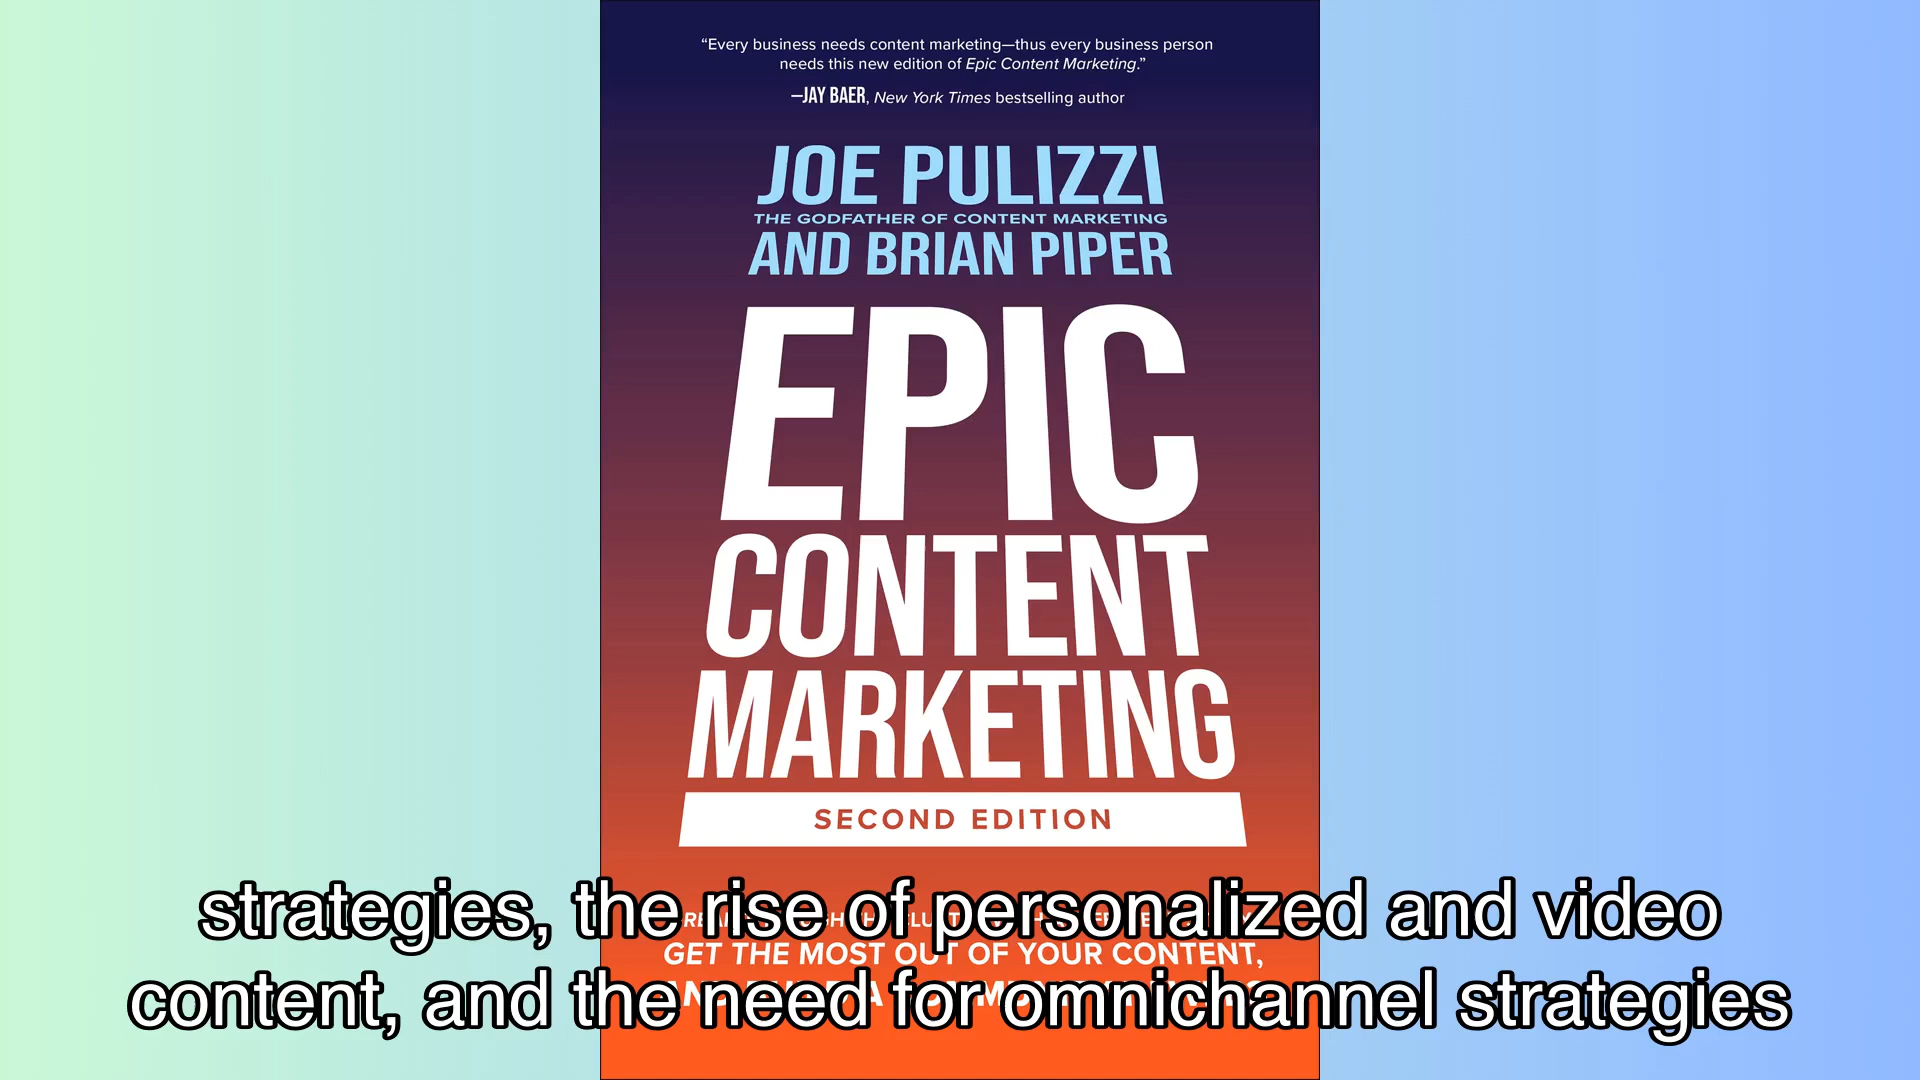 “Every business needs content marketing—thus every business person
needs this new edition of Epic Content Marketing.”
—JAY BAER, New York Times bestselling author
JOE PULIZZI
THE GODFATHER OF CONTENT MARKETING
AND BRIAN PIPER
EPIC
CONTENT
MARKETING
SECOND EDITION
strategies, the rise of personalized and video
GET THE MOST OUT OF YOUR CONTENT,
content, and the need for omnichannel strategies